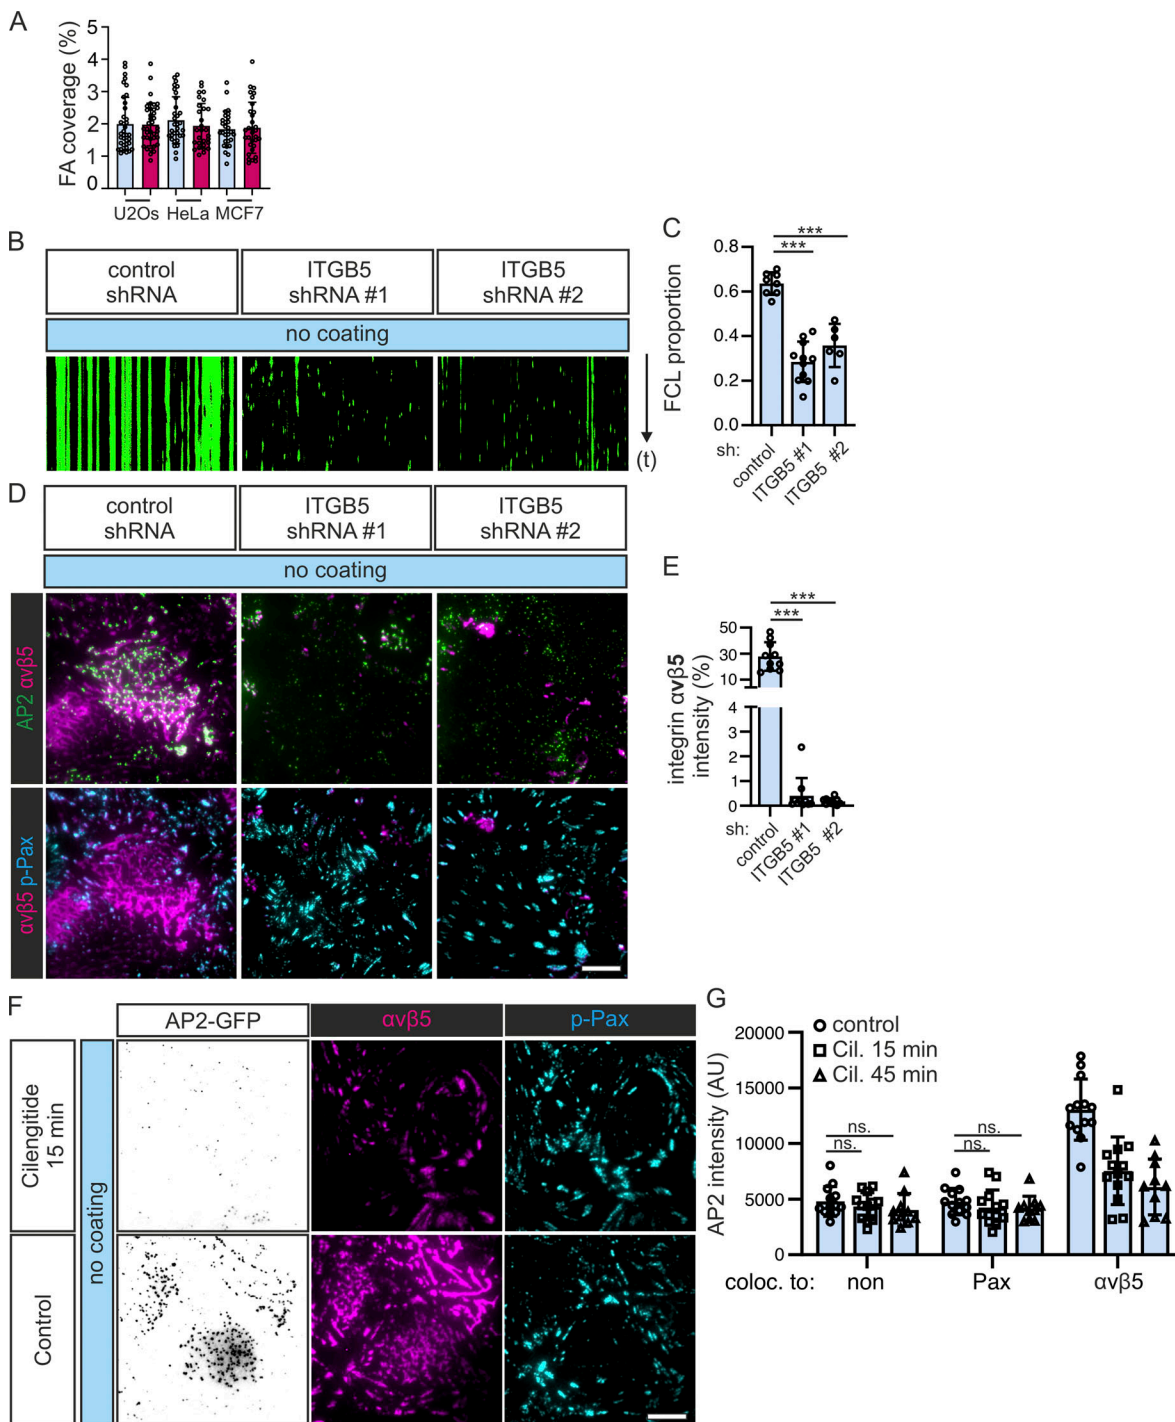 A
FA coverage (%)
5
4
3
2
1
0
U2Os HeLa MCF7
B
control
shRNA
ITGB5
shRNA #1
ITGB5
shRNA #2
no coating
(t)
C
FCL proportion
0.8
0.6
0.4
0.2
0.0
***
***
sh:
control
ITGB5 #1
ITGB5 #2
D
control
shRNA
ITGB5
shRNA #1
ITGB5
shRNA #2
no coating
AP2 αvβ5
αvβ5 p-Pax
E
integrin αvβ5
intensity (%)
50
30
10
4
3
2
1
0
***
***
sh:
control
ITGB5 #1
ITGB5 #2
F
AP2-GFP
αvβ5
p-Pax
Cilengitide
15 min
Control
no coating
G
AP2 intensity (AU)
20000
15000
10000
5000
0
control
Cil. 15 min
Cil. 45 min
ns.
ns.
ns.
ns.
coloc. to: non Pax αvβ5